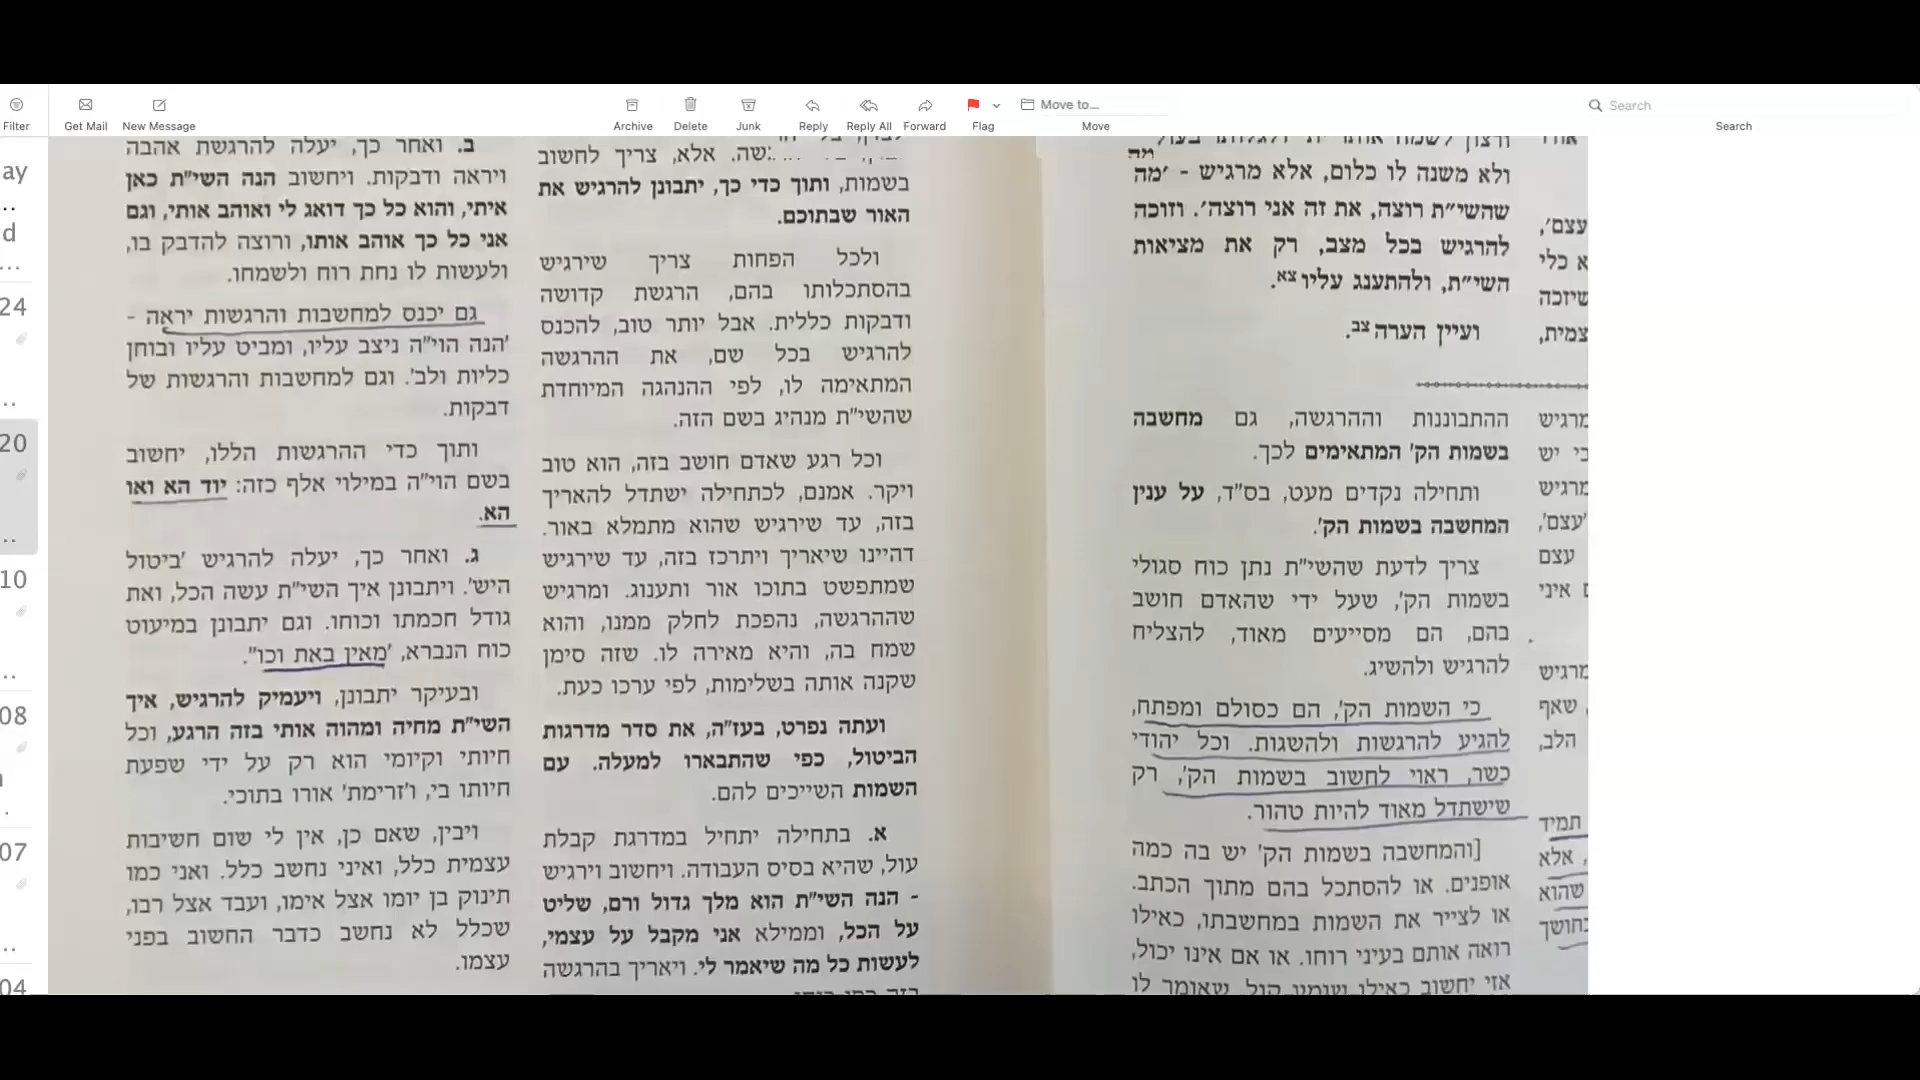 Filter
Get Mail
New Message
Archive
Delete
Junk
Reply
Reply All
Forward
Flag
Move to...
Move
Search
Search
ay
d
24
20
10
08
07
04
ולא משנה לו כלום, אלא מרגיש - 'מה
שהשי"ת רוצה, את זה אני רוצה'. וזוכה
להרגיש בכל מצב, רק את מציאות
השי"ת, ולהתענג עליו צא.
ועיין הערה צב.
ההתבוננות וההרגשה, גם מחשבה
בשמות הק' המתאימים לכך.
ותחילה נקדים מעט, בס"ד, על ענין
המחשבה בשמות הק'.
צריך לדעת שהשי"ת נתן כוח סגולי
בשמות הק', שעל ידי שהאדם חושב
בהם, הם מסייעים מאוד, להצליח
להרגיש ולהשיג.
כי השמות הק', הם כסולם ומפתח,
להגיע להרגשות ולהשגות. וכל יהודי
כשר, ראוי לחשוב בשמות הק', רק
שישתדל מאוד להיות טהור.
[והמחשבה בשמות הק' יש בה כמה
אופנים. או להסתכל בהם מתוך הכתב.
או לצייר את השמות במחשבתו, כאילו
רואה אותם בעיני רוחו. או אם אינו יכול,
אזי יחשוב כאילו שומע קול, שאומר לו
אלא, צריך לחשוב
בשמות, ותוך כדי כך, יתבונן להרגיש את
האור שבתוכם.
ולכל הפחות צריך שירגיש
בהסתכלותו בהם, הרגשת קדושה
ודבקות כללית. אבל יותר טוב, להכנס
להרגיש בכל שם, את ההרגשה
המתאימה לו, לפי ההנהגה המיוחדת
שהשי"ת מנהיג בשם הזה.
וכל רגע שאדם חושב בזה, הוא טוב
ויקר. אמנם, לכתחילה ישתדל להאריך
בזה, עד שירגיש שהוא מתמלא באור.
דהיינו שיאריך ויתרכז בזה, עד שירגיש
שמתפשט בתוכו אור ותענוג. ומרגיש
שההרגשה, נהפכת לחלק ממנו, והוא
שמח בה, והיא מאירה לו. שזה סימן
שקנה אותה בשלימות, לפי ערכו כעת.
ועתה נפרט, בעז"ה, את סדר מדרגות
הביטול, כפי שהתבארו למעלה. עם
השמות השייכים להם.
א. בתחילה יתחיל במדרגת קבלת
עול, שהיא בסיס העבודה. ויחשוב וירגיש
- הנה השי"ת הוא מלך גדול ורם, שליט
על הכל, וממילא אני מקבל על עצמי,
לעשות כל מה שיאמר לי. ויאריך בהרגשה
ב. ואחר כך, יעלה להרגשת אהבה
ויראה ודבקות. ויחשוב הנה השי"ת כאן
איתי, והוא כל כך דואג לי ואוהב אותי, וגם
אני כל כך אוהב אותו, ורוצה להדבק בו,
ולעשות לו נחת רוח ולשמחו.
גם יכנס למחשבות והרגשות יראה -
'הנה הוי"ה ניצב עליו, ומביט עליו ובוחן
כליות ולב'. וגם למחשבות והרגשות של
דבקות.
ותוך כדי ההרגשות הללו, יחשוב
בשם הוי"ה במילוי אלף כזה: יוד הא ואו
הא.
ג. ואחר כך, יעלה להרגיש 'ביטול
היש'. ויתבונן איך השי"ת עשה הכל, ואת
גודל חכמתו וכוחו. וגם יתבונן במיעוט
כוח הנברא, 'מאין באת וכו'".
ובעיקר יתבונן, ויעמיק להרגיש, איך
השי"ת מחיה ומהוה אותי בזה הרגע, וכל
חיותי וקיומי הוא רק על ידי שפעת
חיותו בי, ו'זרימת' אורו בתוכי.
ויבין, שאם כן, אין לי שום חשיבות
עצמית כלל, ואיני נחשב כלל. ואני כמו
תינוק בן יומו אצל אימו, ועבד אצל רבו,
שכלל לא נחשב כדבר החשוב בפני
עצמו.